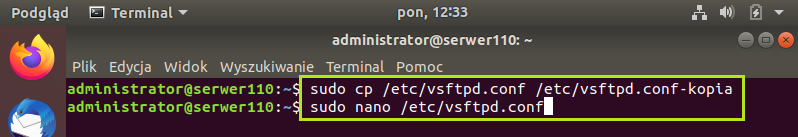 Podgląd Terminal pon, 12:33
administrator@serwer110: ~
Plik Edycja Widok Wyszukiwanie Terminal Pomoc
administrator@serwer110:~$ sudo cp /etc/vsftpd.conf /etc/vsftpd.conf-kopia
administrator@serwer110:~$ sudo nano /etc/vsftpd.conf